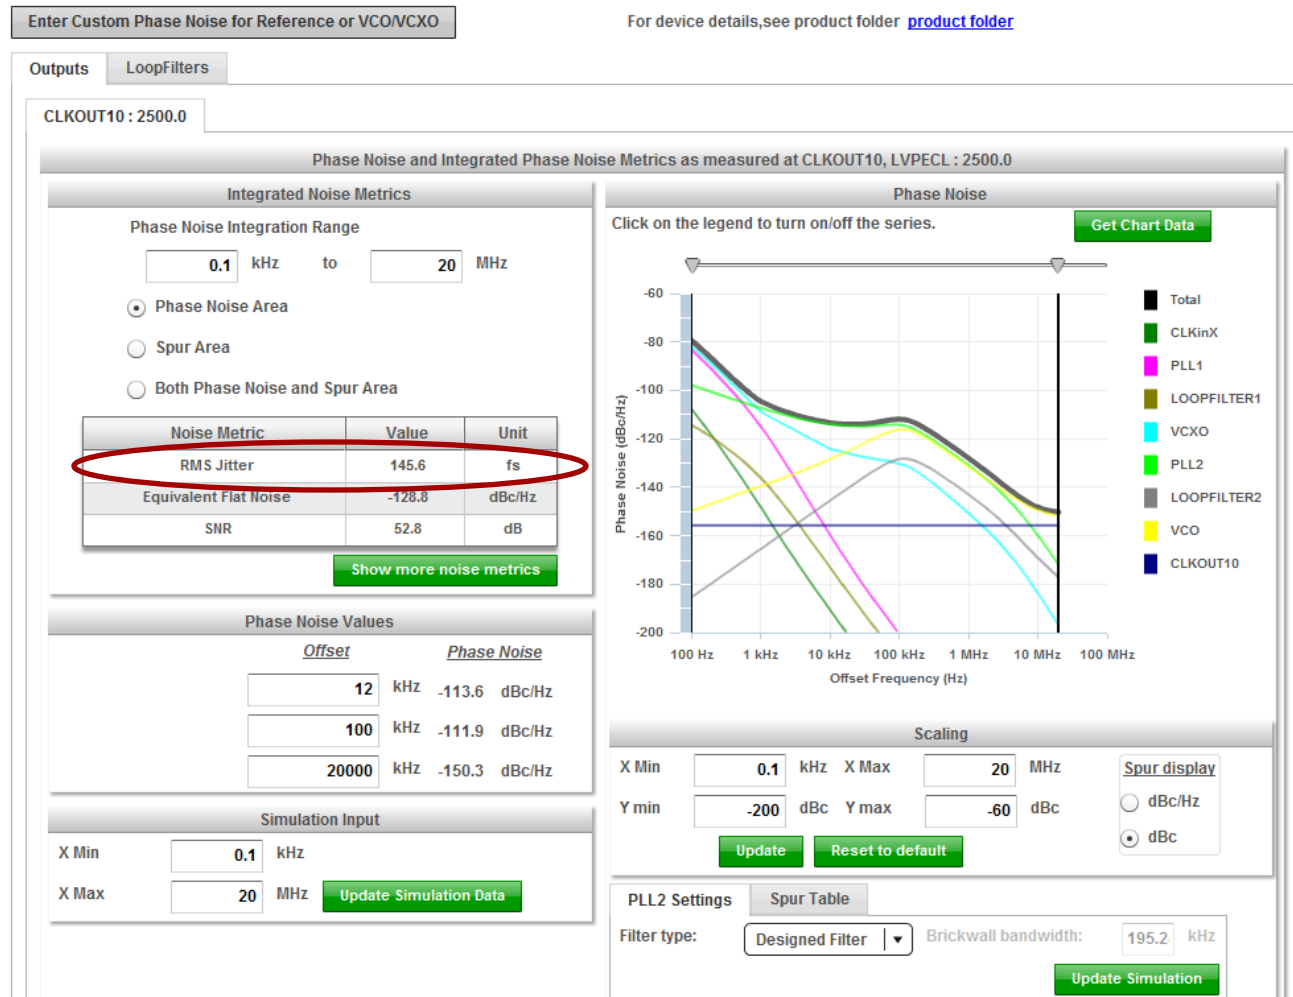 Enter Custom Phase Noise for Reference or VCO/VCXO
For device details,see product folder product folder
Outputs LoopFilters
CLKOUT10 : 2500.0
Phase Noise and Integrated Phase Noise Metrics as measured at CLKOUT10, LVPECL : 2500.0
Integrated Noise Metrics
Phase Noise Integration Range
0.1 kHz to 20 MHz
Phase Noise Area
Spur Area
Both Phase Noise and Spur Area
Noise Metric Value Unit
RMS Jitter 145.6 fs
Equivalent Flat Noise -128.8 dBc/Hz
SNR 52.8 dB
Show more noise metrics
Phase Noise Values
Offset Phase Noise
12 kHz -113.6 dBc/Hz
100 kHz -111.9 dBc/Hz
20000 kHz -150.3 dBc/Hz
Simulation Input
X Min 0.1 kHz
X Max 20 MHz Update Simulation Data
Phase Noise
Click on the legend to turn on/off the series.
Get Chart Data
-60
-80
-100
-120
-140
-160
-180
-200
Phase Noise (dBc/Hz)
100 Hz 1 kHz 10 kHz 100 kHz 1 MHz 10 MHz 100 MHz
Offset Frequency (Hz)
Total
CLKinX
PLL1
LOOPFILTER1
VCXO
PLL2
LOOPFILTER2
VCO
CLKOUT10
Scaling
X Min 0.1 kHz X Max 20 MHz
Y min -200 dBc Y max -60 dBc
Update Reset to default
Spur display
dBc/Hz
dBc
PLL2 Settings Spur Table
Filter type: Designed Filter Brickwall bandwidth: 195.2 kHz
Update Simulation